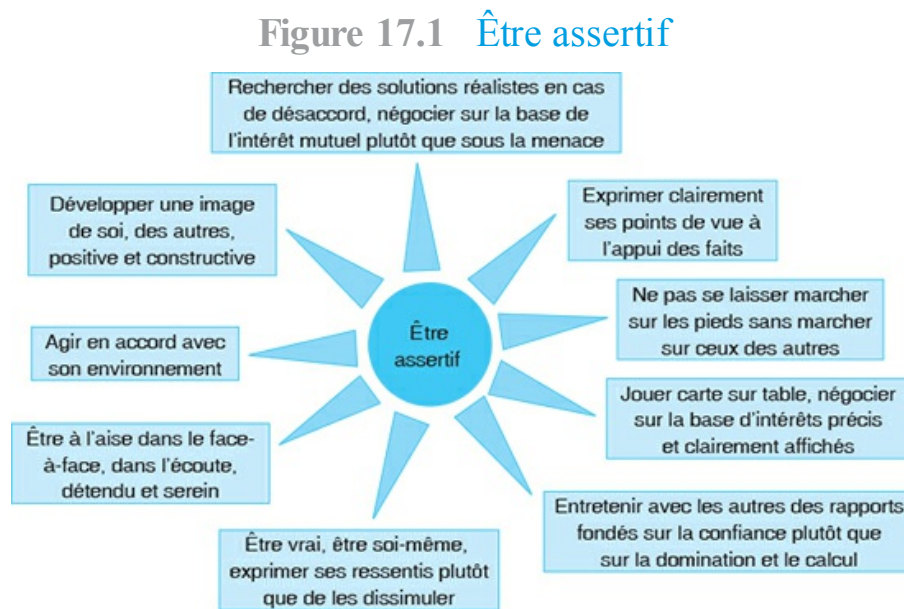 Figure 17.1 Être assertif
Rechercher des solutions réalistes en cas
de désaccord, négocier sur la base de
l'intérêt mutuel plutôt que sous la menace
Exprimer clairement
ses points de vue à
l'appui des faits
Ne pas se laisser marcher
sur les pieds sans marcher
sur ceux des autres
Jouer carte sur table, négocier
sur la base d'intérêts précis
et clairement affichés
Entretenir avec les autres des rapports
fondés sur la confiance plutôt que
sur la domination et le calcul
Être vrai, être soi-même,
exprimer ses ressentis plutôt
que de les dissimuler
Être à l'aise dans le face-
à-face, dans l'écoute,
détendu et serein
Agir en accord avec
son environnement
Développer une image
de soi, des autres,
positive et constructive
Être
assertif